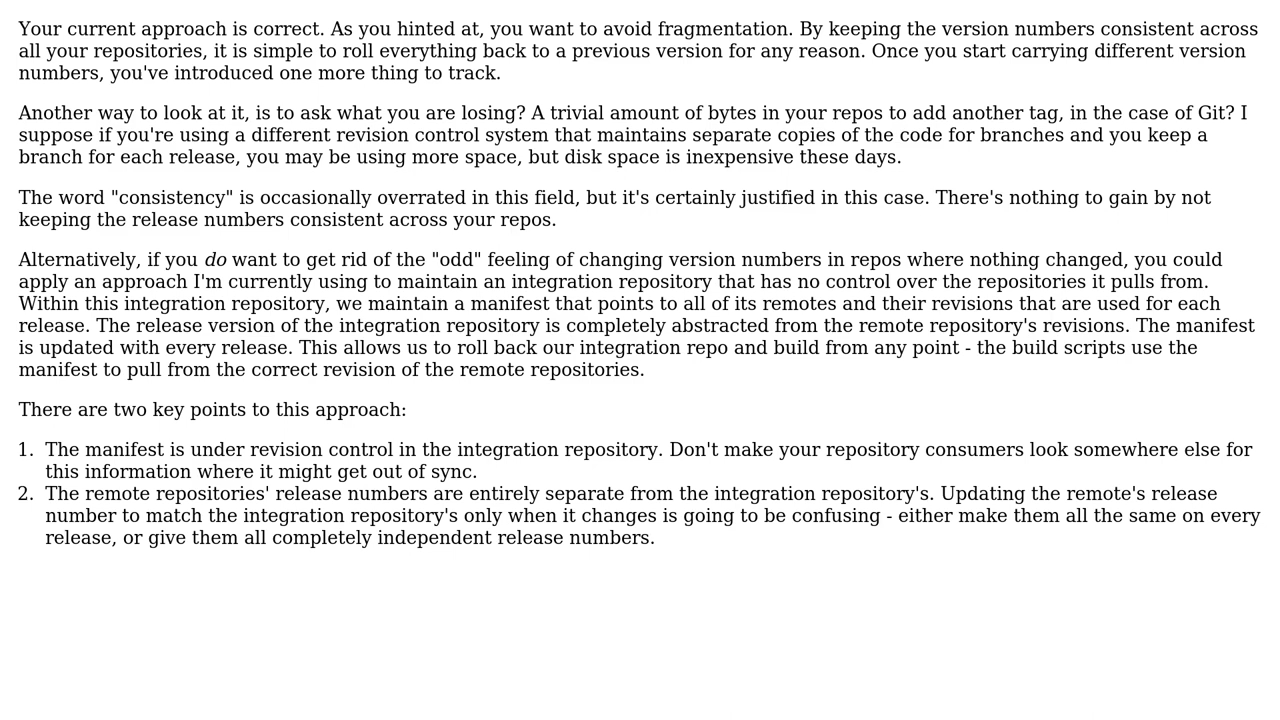 Your current approach is correct. As you hinted at, you want to avoid fragmentation. By keeping the version numbers consistent across
all your repositories, it is simple to roll everything back to a previous version for any reason. Once you start carrying different version
numbers, you've introduced one more thing to track.
Another way to look at it, is to ask what you are losing? A trivial amount of bytes in your repos to add another tag, in the case of Git? I
suppose if you're using a different revision control system that maintains separate copies of the code for branches and you keep a
branch for each release, you may be using more space, but disk space is inexpensive these days.
The word "consistency" is occasionally overrated in this field, but it's certainly justified in this case. There's nothing to gain by not
keeping the release numbers consistent across your repos.
Alternatively, if you do want to get rid of the "odd" feeling of changing version numbers in repos where nothing changed, you could
apply an approach I'm currently using to maintain an integration repository that has no control over the repositories it pulls from.
Within this integration repository, we maintain a manifest that points to all of its remotes and their revisions that are used for each
release. The release version of the integration repository is completely abstracted from the remote repository's revisions. The manifest
is updated with every release. This allows us to roll back our integration repo and build from any point - the build scripts use the
manifest to pull from the correct revision of the remote repositories.
There are two key points to this approach:
1. The manifest is under revision control in the integration repository. Don't make your repository consumers look somewhere else for
this information where it might get out of sync.
2. The remote repositories' release numbers are entirely separate from the integration repository's. Updating the remote's release
number to match the integration repository's only when it changes is going to be confusing - either make them all the same on every
release, or give them all completely independent release numbers.